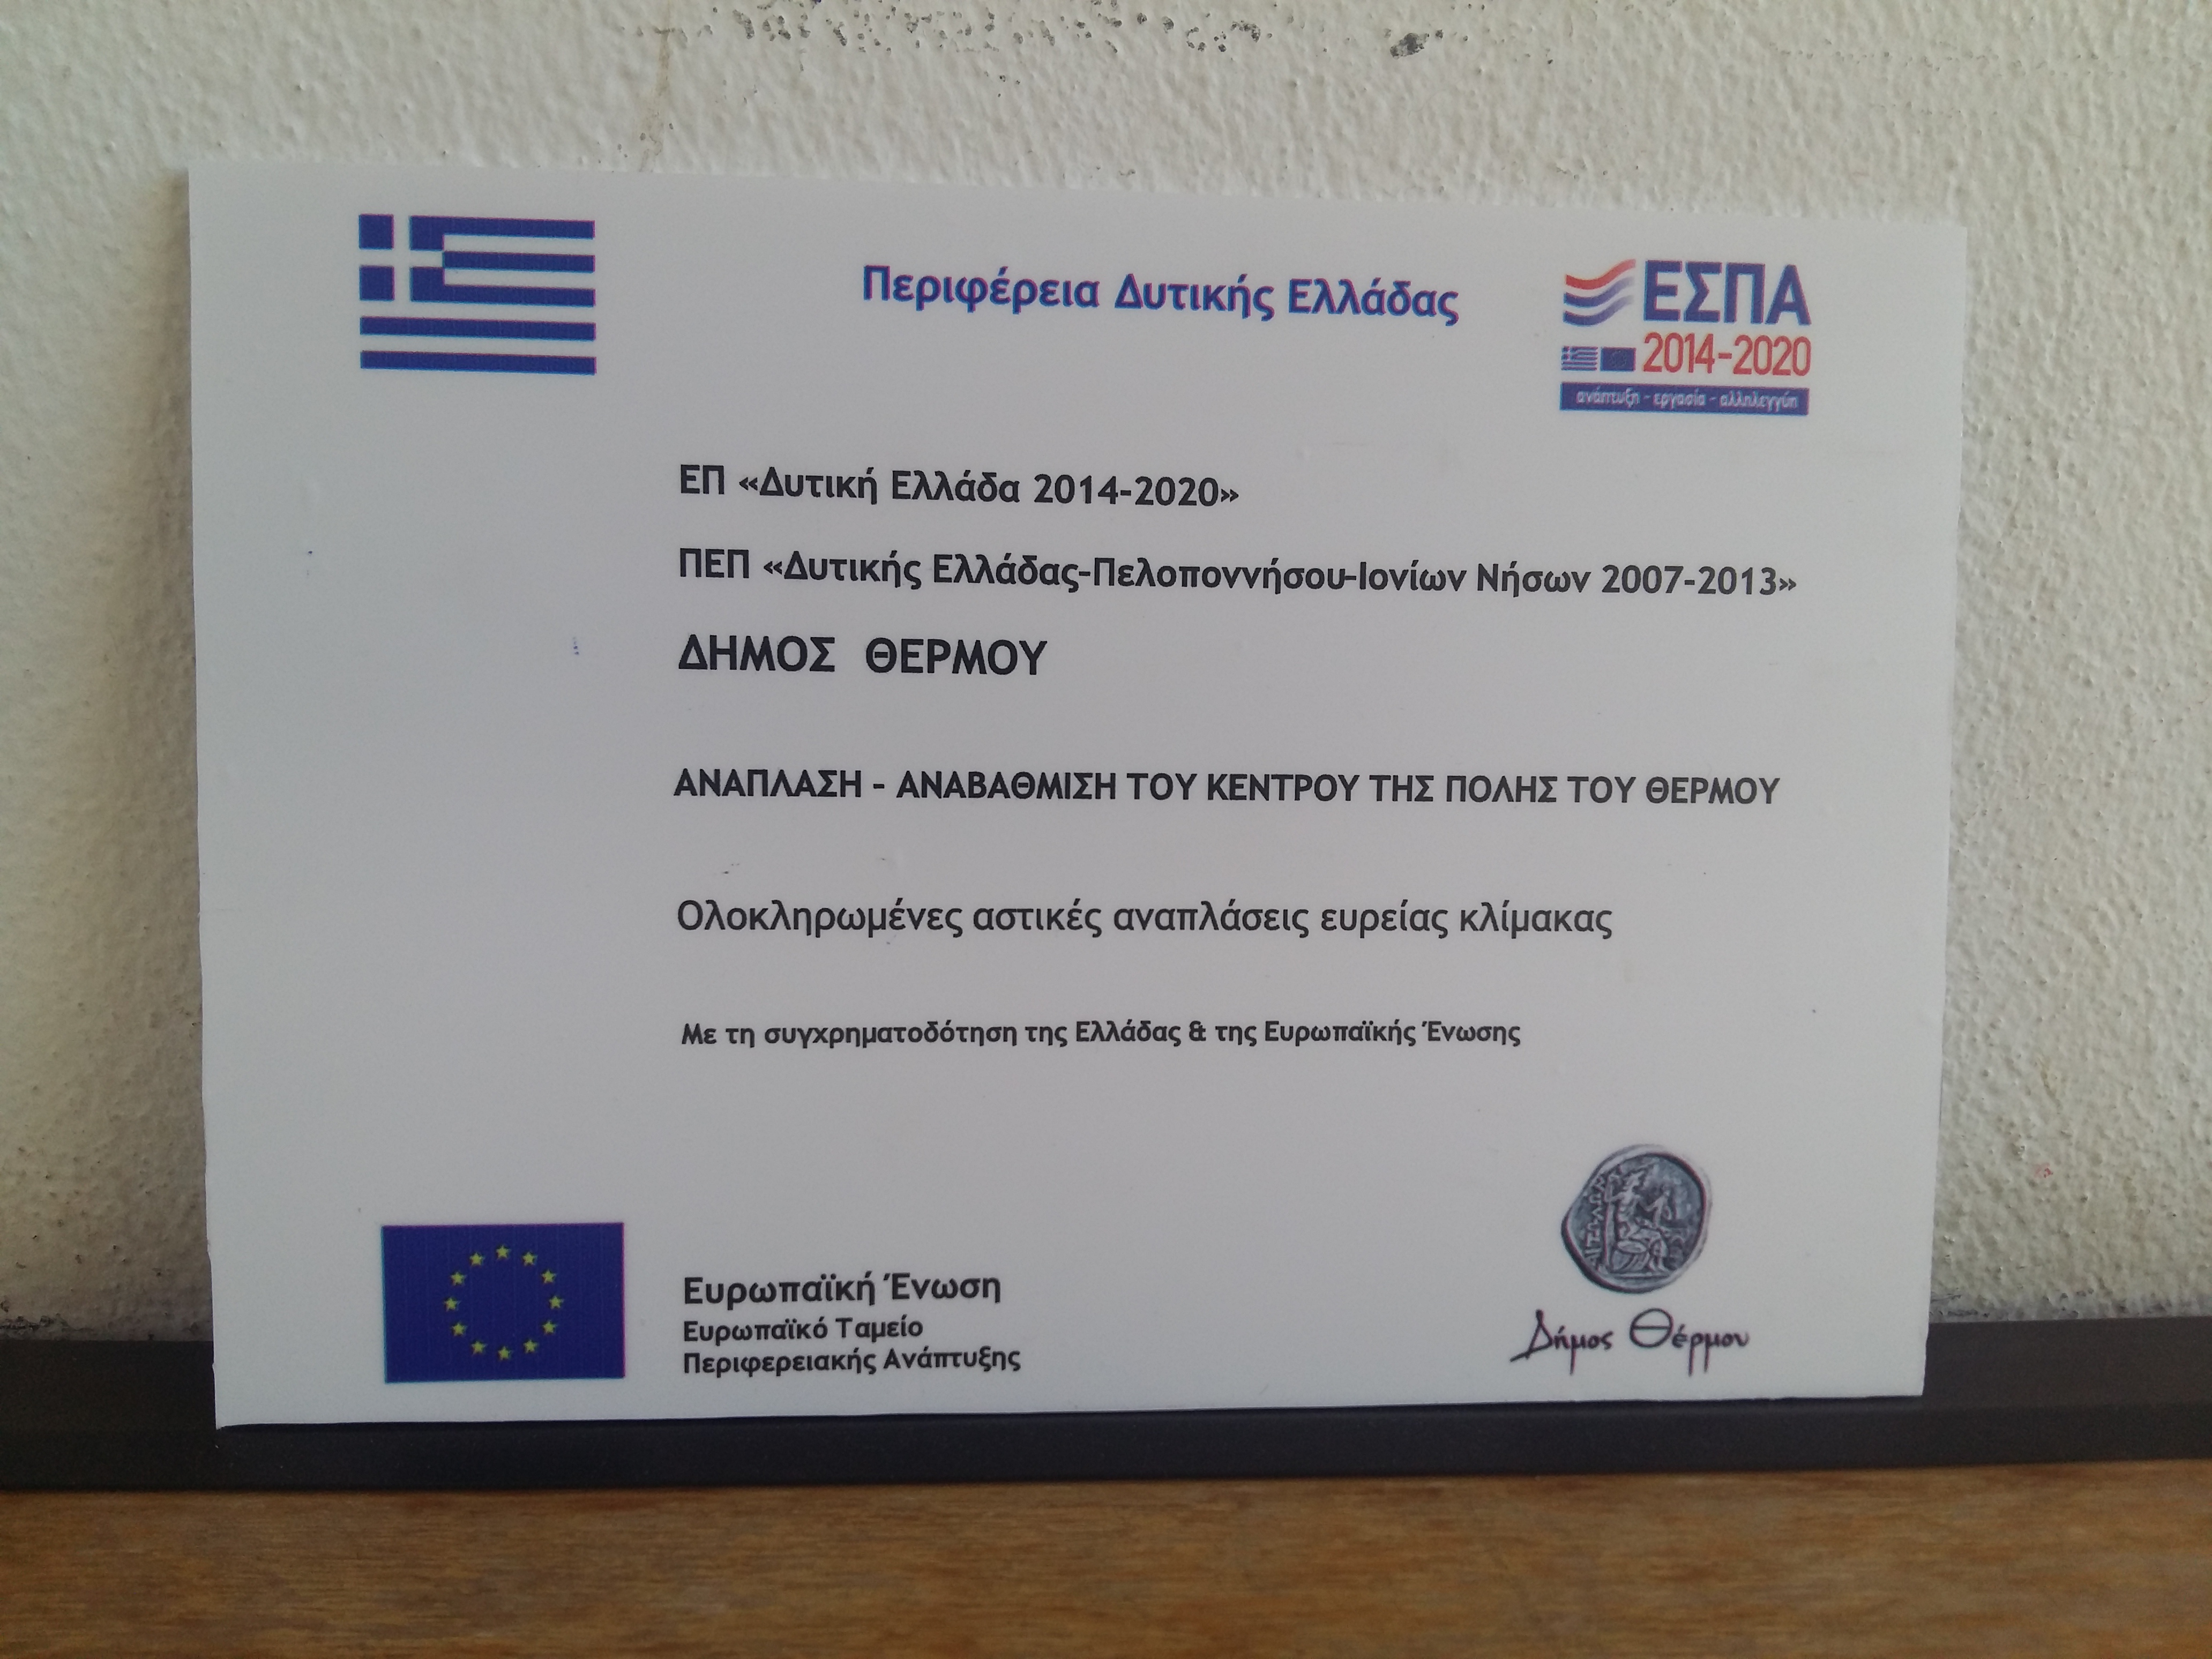 Περιφέρεια Δυτικής Ελλάδας
ΕΣΠΑ
2014-2020
ανάπτυξη - εργασία - αλληλεγγύη
ΕΠ «Δυτική Ελλάδα 2014-2020»
ΠΕΠ «Δυτικής Ελλάδας-Πελοποννήσου-Ιονίων Νήσων 2007-2013»
ΔΗΜΟΣ ΘΕΡΜΟΥ
ΑΝΑΠΛΑΣΗ - ΑΝΑΒΑΘΜΙΣΗ ΤΟΥ ΚΕΝΤΡΟΥ ΤΗΣ ΠΟΛΗΣ ΤΟΥ ΘΕΡΜΟΥ
Ολοκληρωμένες αστικές αναπλάσεις ευρείας κλίμακας
Με τη συγχρηματοδότηση της Ελλάδας & της Ευρωπαϊκής Ένωσης
Ευρωπαϊκή Ένωση
Ευρωπαϊκό Ταμείο
Περιφερειακής Ανάπτυξης
Δήμος Θέρμου